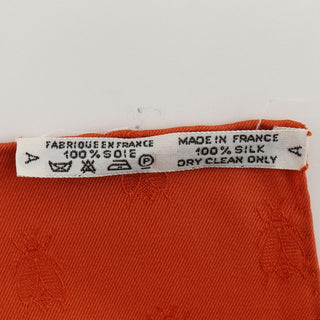 FABRIQUE EN FRANCE
100% SOIE
MADE IN FRANCE
100% SILK
DRY CLEAN ONLY
A
A
P